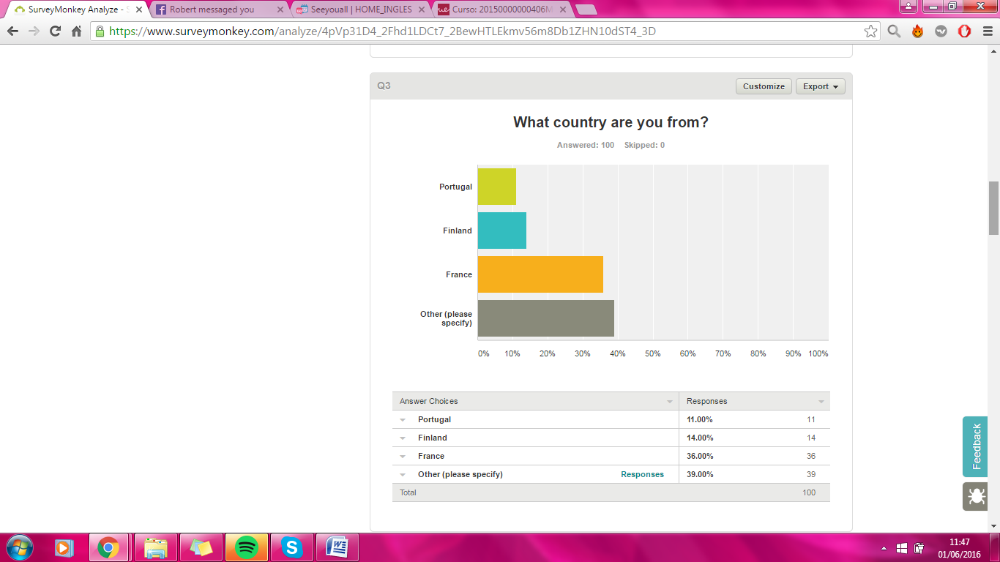 SurveyMonkey Analyze - S
Robert messaged you
Seeyouall | HOME_INGLES
Curso: 20150000000406M
https://www.surveymonkey.com/analyze/4pVp31D4_2Fhd1LDCt7_2BewHTLEkmv56m8Db1ZHN10dST4_3D
Q3
Customize
Export
What country are you from?
Answered: 100 Skipped: 0
Portugal
Finland
France
Other (please
specify)
0% 10% 20% 30% 40% 50% 60% 70% 80% 90% 100%
Answer Choices Responses
Portugal 11.00% 11
Finland 14.00% 14
France 36.00% 36
Other (please specify) Responses 39.00% 39
Total 100
Feedback
11:47
01/06/2016